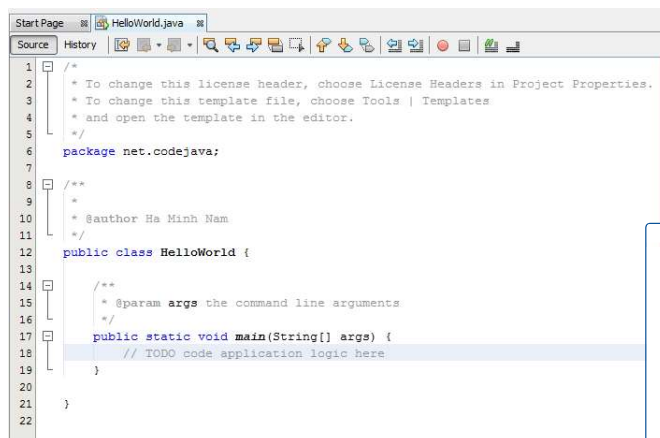 Start Page HelloWorld.java
Source History
1 /*
2 * To change this license header, choose License Headers in Project Properties.
3 * To change this template file, choose Tools | Templates
4 * and open the template in the editor.
5 */
6 package net.codejava;
7
8 /**
9 *
10 * @author Ha Minh Nam
11 */
12 public class HelloWorld {
13
14 /**
15 * @param args the command line arguments
16 */
17 public static void main(String[] args) {
18 // TODO code application logic here
19 }
20
21 }
22